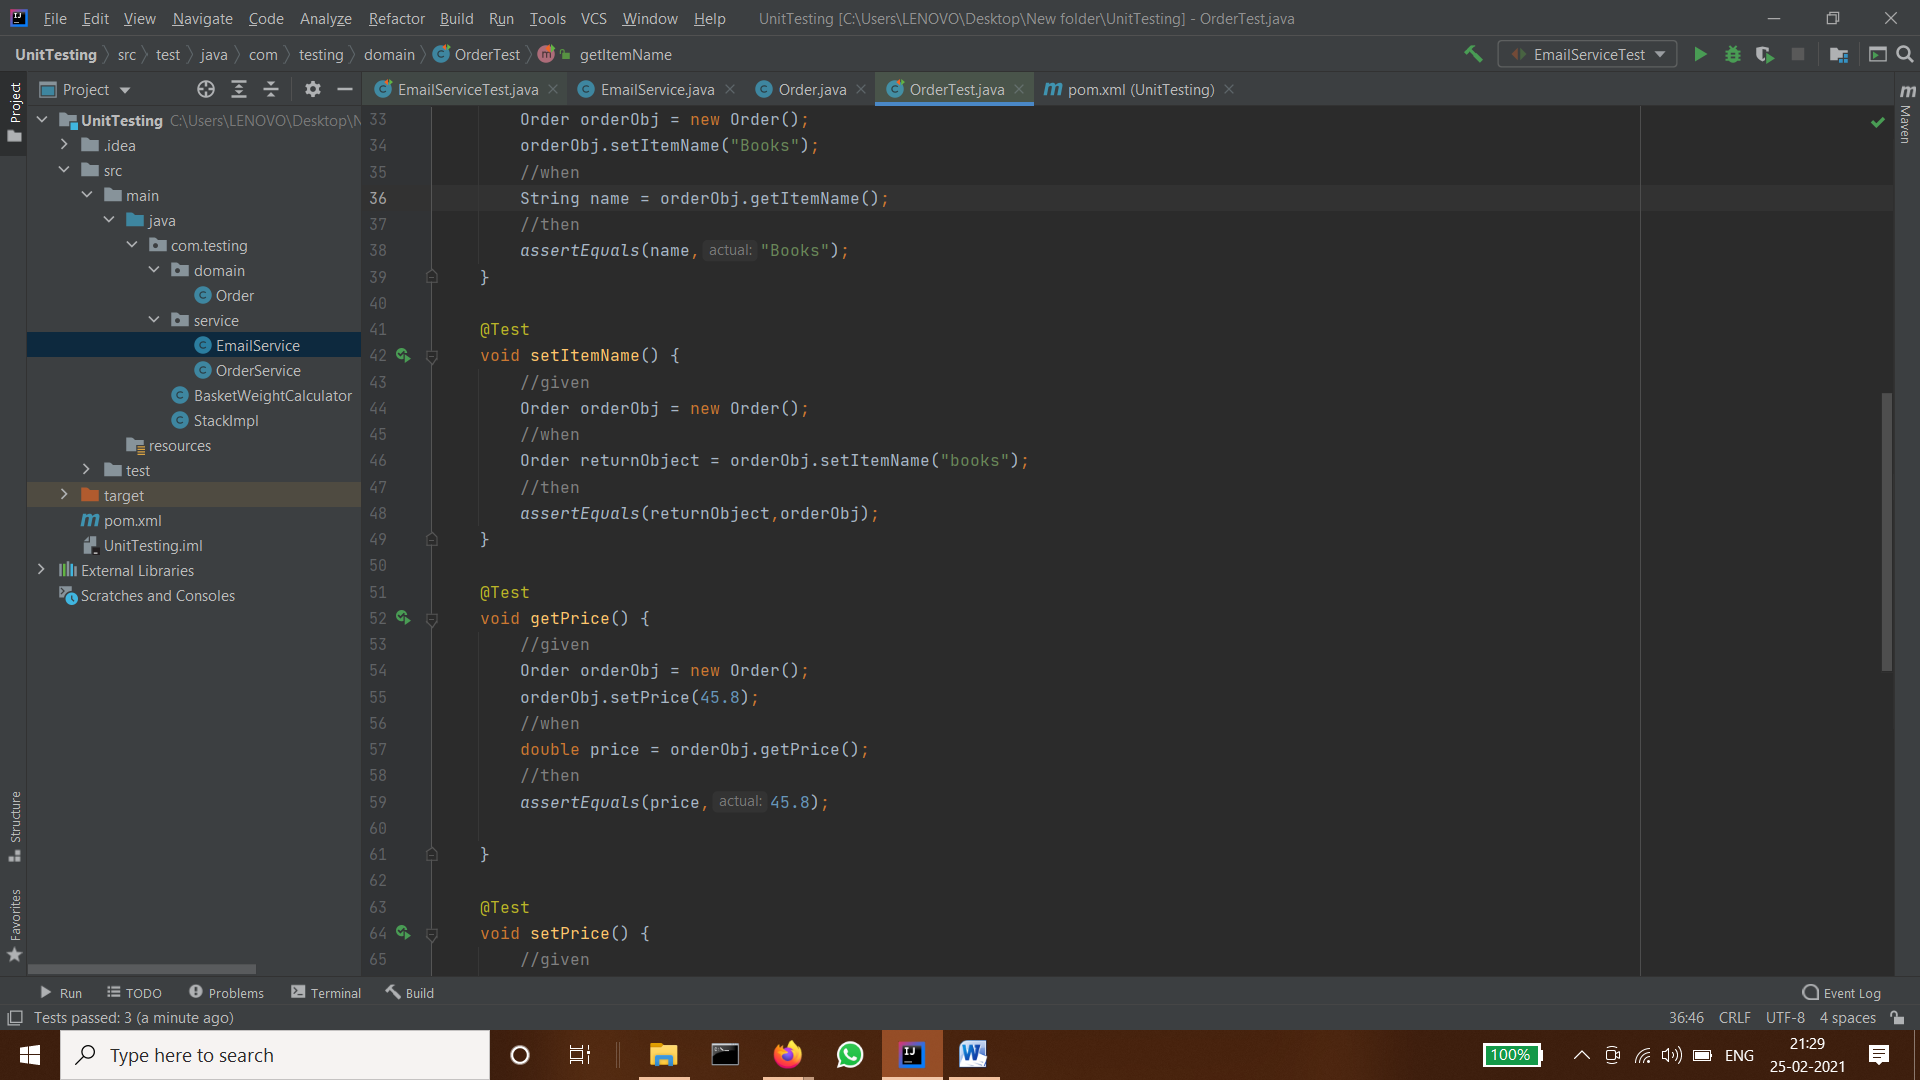 File Edit View Navigate Code Analyze Refactor Build Run Tools VCS Window Help UnitTesting [C:\Users\LENOVO\Desktop\New folder\UnitTesting] - OrderTest.java
UnitTesting src test java com testing domain OrderTest getItemName
EmailServiceTest
Project
EmailServiceTest.java EmailService.java Order.java OrderTest.java pom.xml (UnitTesting)
Project
Maven
UnitTesting C:\Users\LENOVO\Desktop\N
.idea
src
main
java
com.testing
domain
Order
service
EmailService
OrderService
BasketWeightCalculator
StackImpl
resources
test
target
pom.xml
UnitTesting.iml
External Libraries
Scratches and Consoles
Structure
Favorites
33 Order orderObj = new Order();
34 orderObj.setItemName("Books");
35 //when
36 String name = orderObj.getItemName();
37 //then
38 assertEquals(name, actual: "Books");
39 }
40
41 @Test
42 void setItemName() {
43 //given
44 Order orderObj = new Order();
45 //when
46 Order returnObject = orderObj.setItemName("books");
47 //then
48 assertEquals(returnObject,orderObj);
49 }
50
51 @Test
52 void getPrice() {
53 //given
54 Order orderObj = new Order();
55 orderObj.setPrice(45.8);
56 //when
57 double price = orderObj.getPrice();
58 //then
59 assertEquals(price, actual: 45.8);
60
61 }
62
63 @Test
64 void setPrice() {
65 //given
Run TODO Problems Terminal Build Event Log
Tests passed: 3 (a minute ago) 36:46 CRLF UTF-8 4 spaces
Type here to search
100% ENG 21:29
25-02-2021